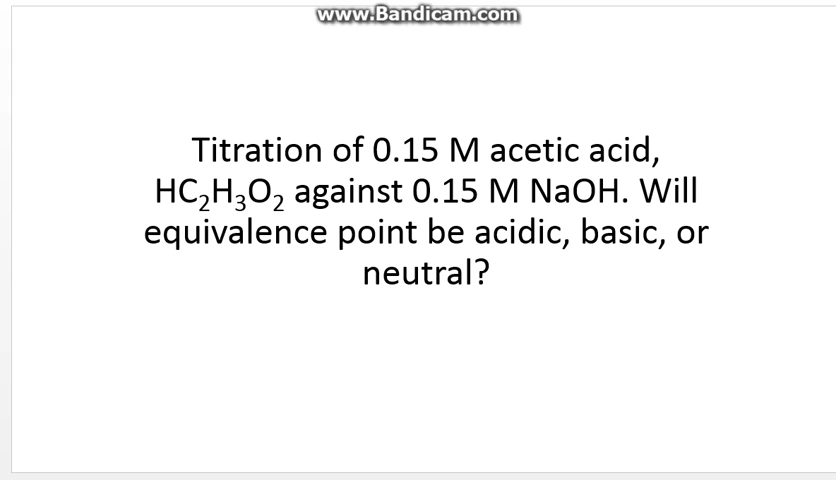 www.Bandicam.com
Titration of 0.15 M acetic acid,
HC₂H₃O₂ against 0.15 M NaOH. Will
equivalence point be acidic, basic, or
neutral?